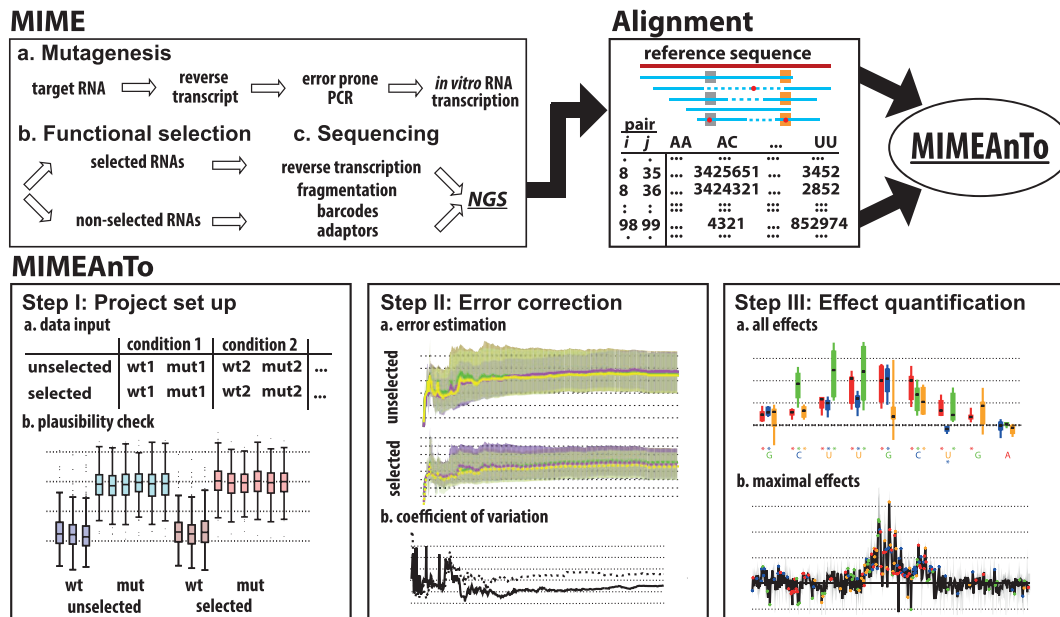 MIME
a. Mutagenesis
target RNA
reverse
transcript
error prone
PCR
in vitro RNA
transcription
b. Functional selection
selected RNAs
non-selected RNAs
c. Sequencing
reverse transcription
fragmentation
barcodes
adaptors
NGS
Alignment
reference sequence
pair
i j AA AC ... UU
. . ... ... ...
8 35 ... 3425651 ... 3452
8 36 ... 3424321 ... 2852
: : ::: ::: ... :::
98 99 ... 4321 ... 852974
. . ... ... ...
MIMEAnTo
MIMEAnTo
Step I: Project set up
a. data input
condition 1 condition 2
unselected wt1 mut1 wt2 mut2 ...
selected wt1 mut1 wt2 mut2 ...
b. plausibility check
wt mut wt mut
unselected selected
Step II: Error correction
a. error estimation
unselected
selected
b. coefficient of variation
Step III: Effect quantification
a. all effects
* * * * * * * * * * * * * * * * * * * *
G C U U G C U G A
*
b. maximal effects